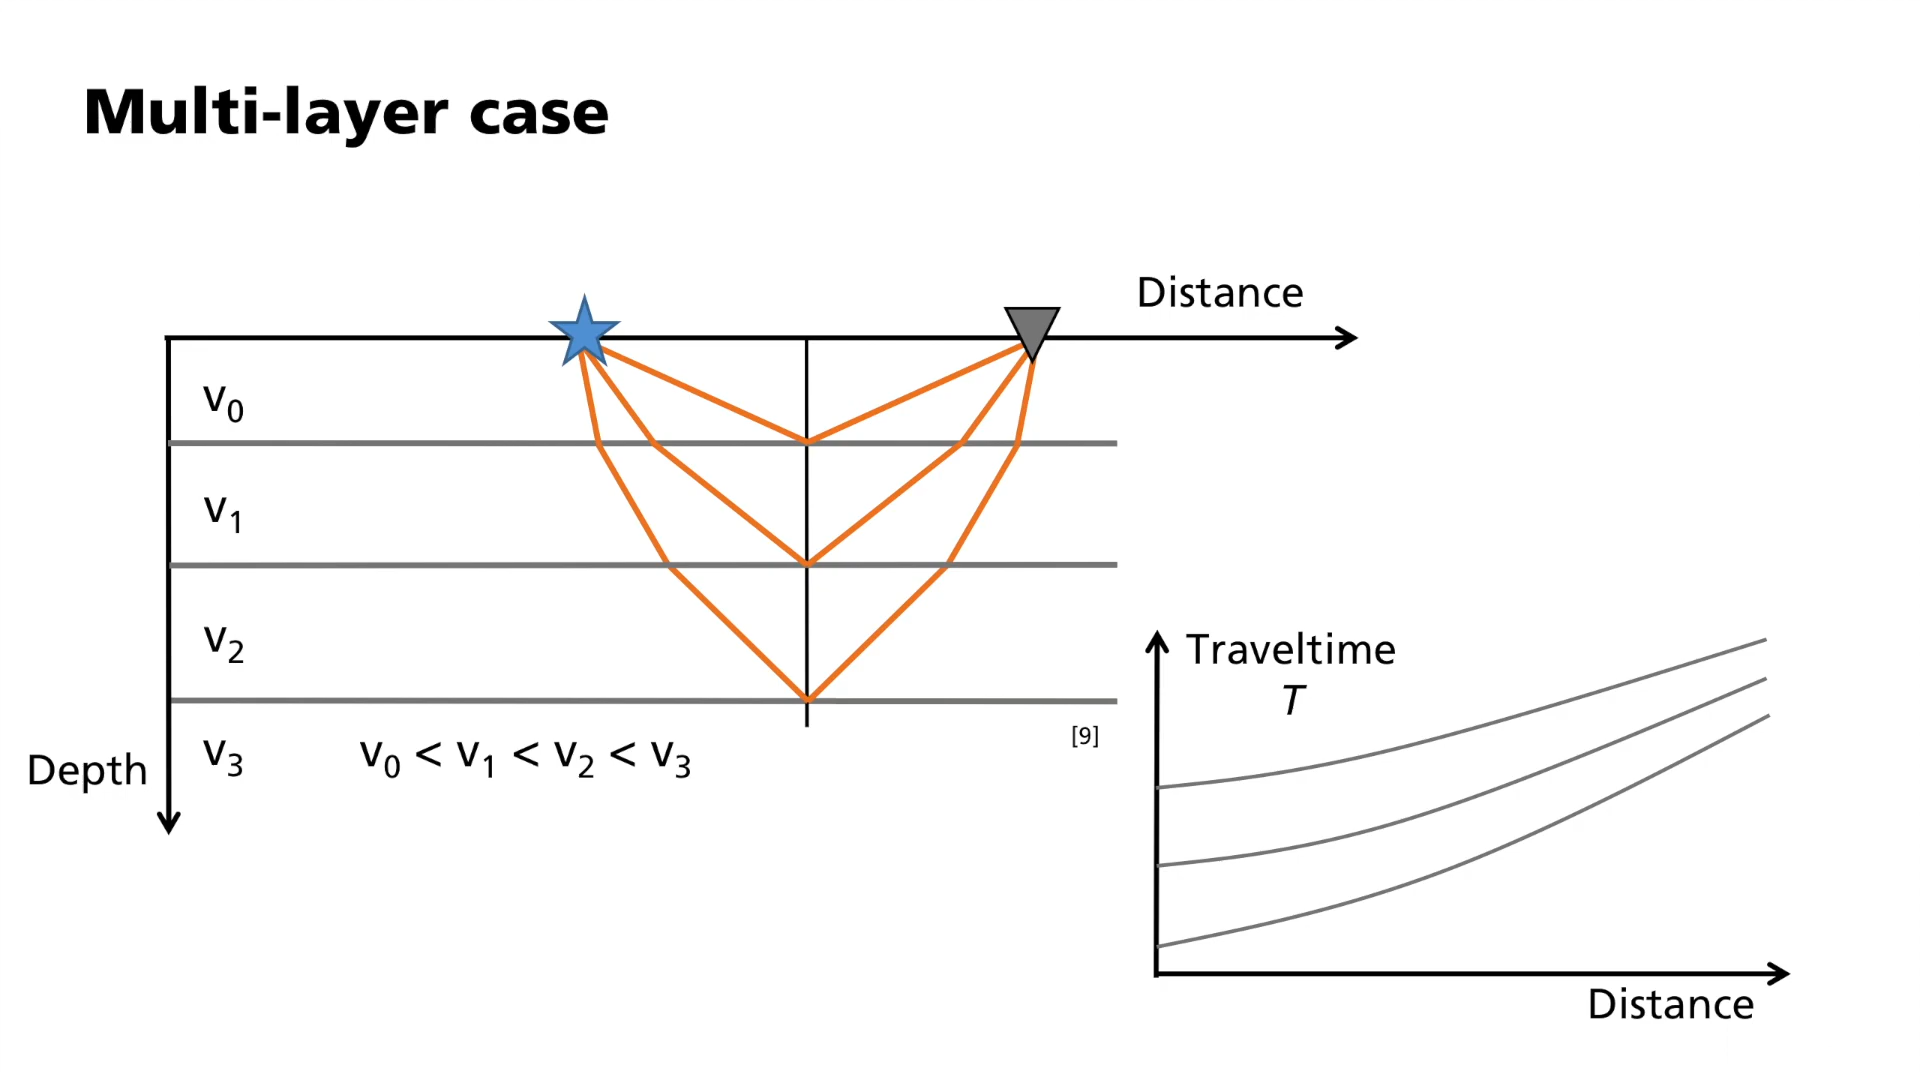 Multi-layer case
Distance
v0
v1
v2
v3
v0 < v1 < v2 < v3
[9]
Depth
Traveltime
T
Distance